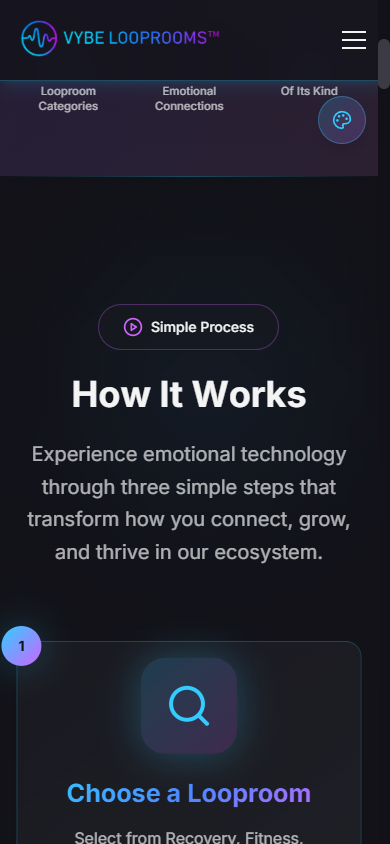 VYBE LOOPROOMS™
Looproom Categories
Emotional Connections
Of Its Kind
Simple Process
How It Works
Experience emotional technology
through three simple steps that
transform how you connect, grow,
and thrive in our ecosystem.
1
Choose a Looproom
Select from Recovery, Fitness,